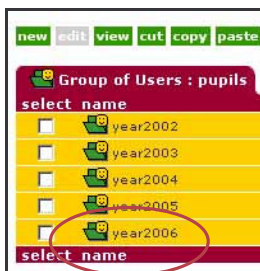 new edit view cut copy paste
Group of Users : pupils
select name
year2002
year2003
year2004
year2005
year2006
select name